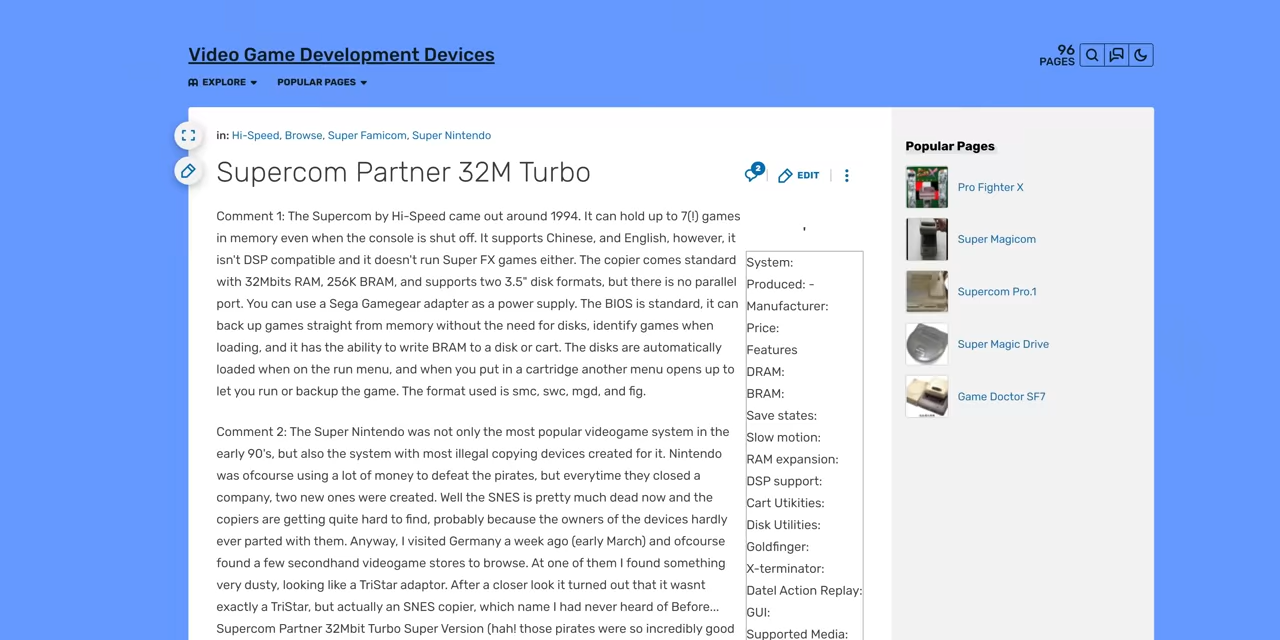 Video Game Development Devices
96
PAGES
EXPLORE
POPULAR PAGES
in: Hi-Speed, Browse, Super Famicom, Super Nintendo
Supercom Partner 32M Turbo
2
EDIT
Comment 1: The Supercom by Hi-Speed came out around 1994. It can hold up to 7(!) games
in memory even when the console is shut off. It supports Chinese, and English, however, it
isn't DSP compatible and it doesn't run Super FX games either. The copier comes standard
with 32Mbits RAM, 256K BRAM, and supports two 3.5" disk formats, but there is no parallel
port. You can use a Sega Gamegear adapter as a power supply. The BIOS is standard, it can
back up games straight from memory without the need for disks, identify games when
loading, and it has the ability to write BRAM to a disk or cart. The disks are automatically
loaded when on the run menu, and when you put in a cartridge another menu opens up to
let you run or backup the game. The format used is smc, swc, mgd, and fig.
Comment 2: The Super Nintendo was not only the most popular videogame system in the
early 90's, but also the system with most illegal copying devices created for it. Nintendo
was ofcourse using a lot of money to defeat the pirates, but everytime they closed a
company, two new ones were created. Well the SNES is pretty much dead now and the
copiers are getting quite hard to find, probably because the owners of the devices hardly
ever parted with them. Anyway, I visited Germany a week ago (early March) and ofcourse
found a few secondhand videogame stores to browse. At one of them I found something
very dusty, looking like a TriStar adaptor. After a closer look it turned out that it wasnt
exactly a TriStar, but actually an SNES copier, which name I had never heard of Before...
Supercom Partner 32Mbit Turbo Super Version (hah! those pirates were so incredibly good
'
System:
Produced: -
Manufacturer:
Price:
Features
DRAM:
BRAM:
Save states:
Slow motion:
RAM expansion:
DSP support:
Cart Utikities:
Disk Utilities:
Goldfinger:
X-terminator:
Datel Action Replay:
GUI:
Supported Media:
Popular Pages
Pro Fighter X
Super Magicom
Supercom Pro.1
Super Magic Drive
Game Doctor SF7